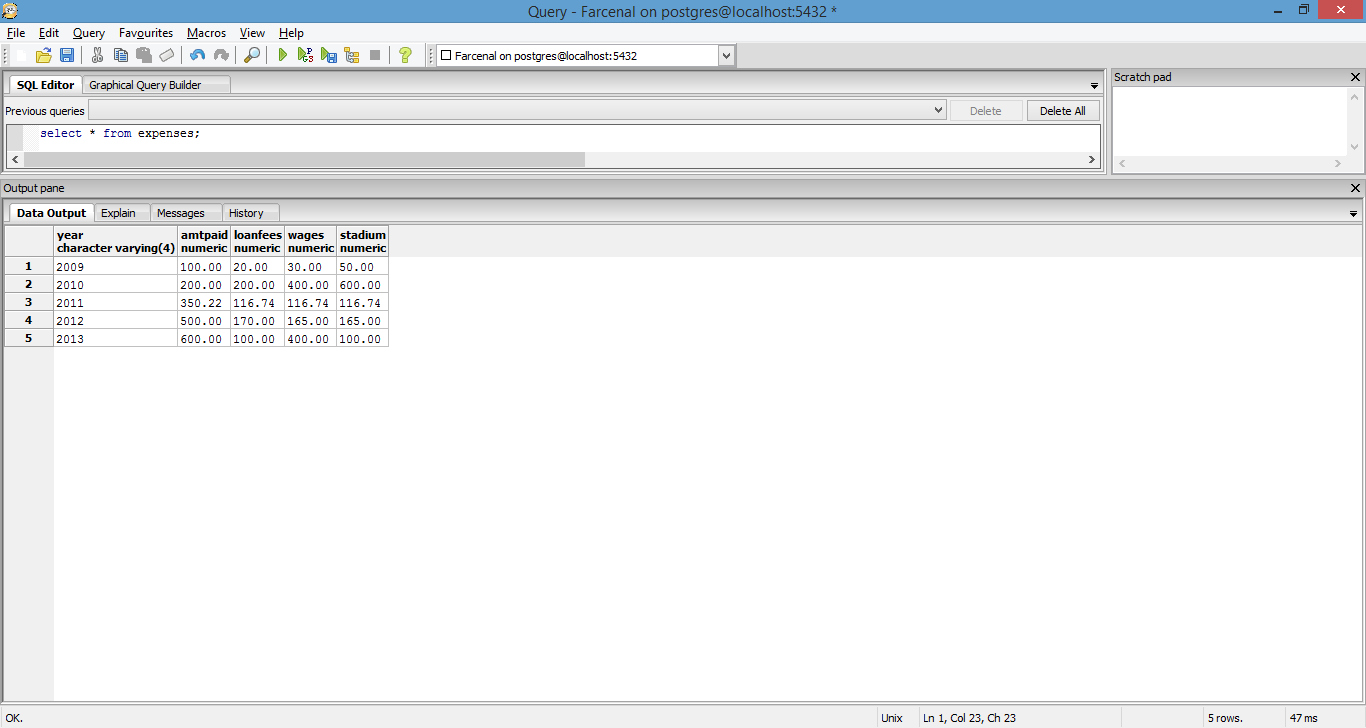 Query - Farcenal on postgres@localhost:5432 *
File Edit Query Favourites Macros View Help
Farcenal on postgres@localhost:5432
SQL Editor Graphical Query Builder
Scratch pad
Previous queries Delete Delete All
select * from expenses;
Output pane
Data Output Explain Messages History
year amtpaid loanfees wages stadium
character varying(4) numeric numeric numeric numeric
1 2009 100.00 20.00 30.00 50.00
2 2010 200.00 200.00 400.00 600.00
3 2011 350.22 116.74 116.74 116.74
4 2012 500.00 170.00 165.00 165.00
5 2013 600.00 100.00 400.00 100.00
OK. Unix Ln 1, Col 23, Ch 23 5 rows. 47 ms